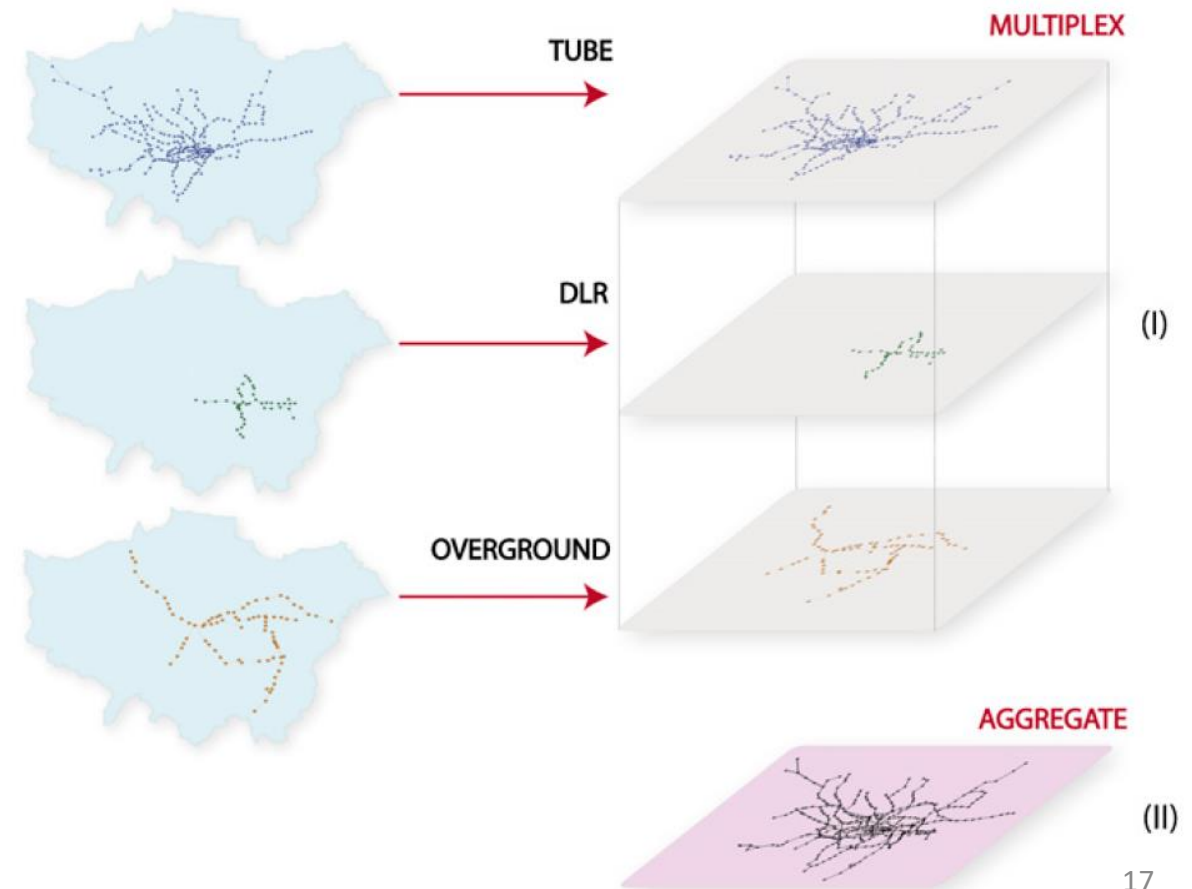 MULTIPLEX
TUBE
DLR
(I)
OVERGROUND
AGGREGATE
(II)
17